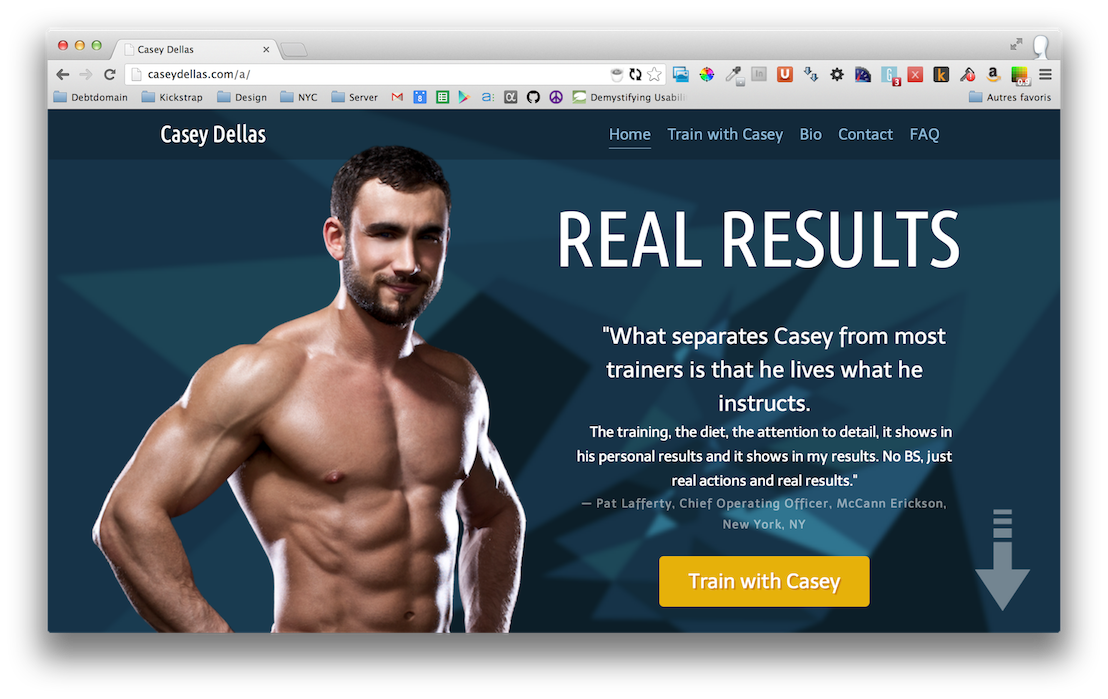 Casey Dellas
caseydellas.com/a/
Debtdomain Kickstrap Design NYC Server Demystifying Usabili Autres favoris
Casey Dellas
Home Train with Casey Bio Contact FAQ
REAL RESULTS
"What separates Casey from most
trainers is that he lives what he
instructs.
The training, the diet, the attention to detail, it shows in
his personal results and it shows in my results. No BS, just
real actions and real results."
— Pat Lafferty, Chief Operating Officer, McCann Erickson,
New York, NY
Train with Casey